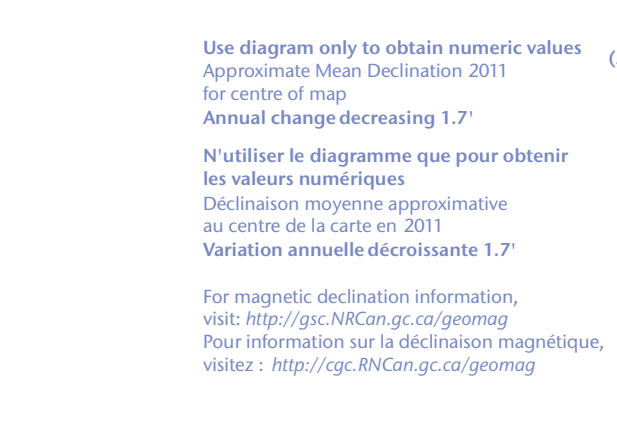 Use diagram only to obtain numeric values
Approximate Mean Declination 2011
for centre of map
Annual change decreasing 1.7'
N'utiliser le diagramme que pour obtenir
les valeurs numériques
Déclinaison moyenne approximative
au centre de la carte en 2011
Variation annuelle décroissante 1.7'
For magnetic declination information,
visit: http://gsc.NRCan.gc.ca/geomag
Pour information sur la déclinaison magnétique,
visitez : http://cgc.RNCan.gc.ca/geomag